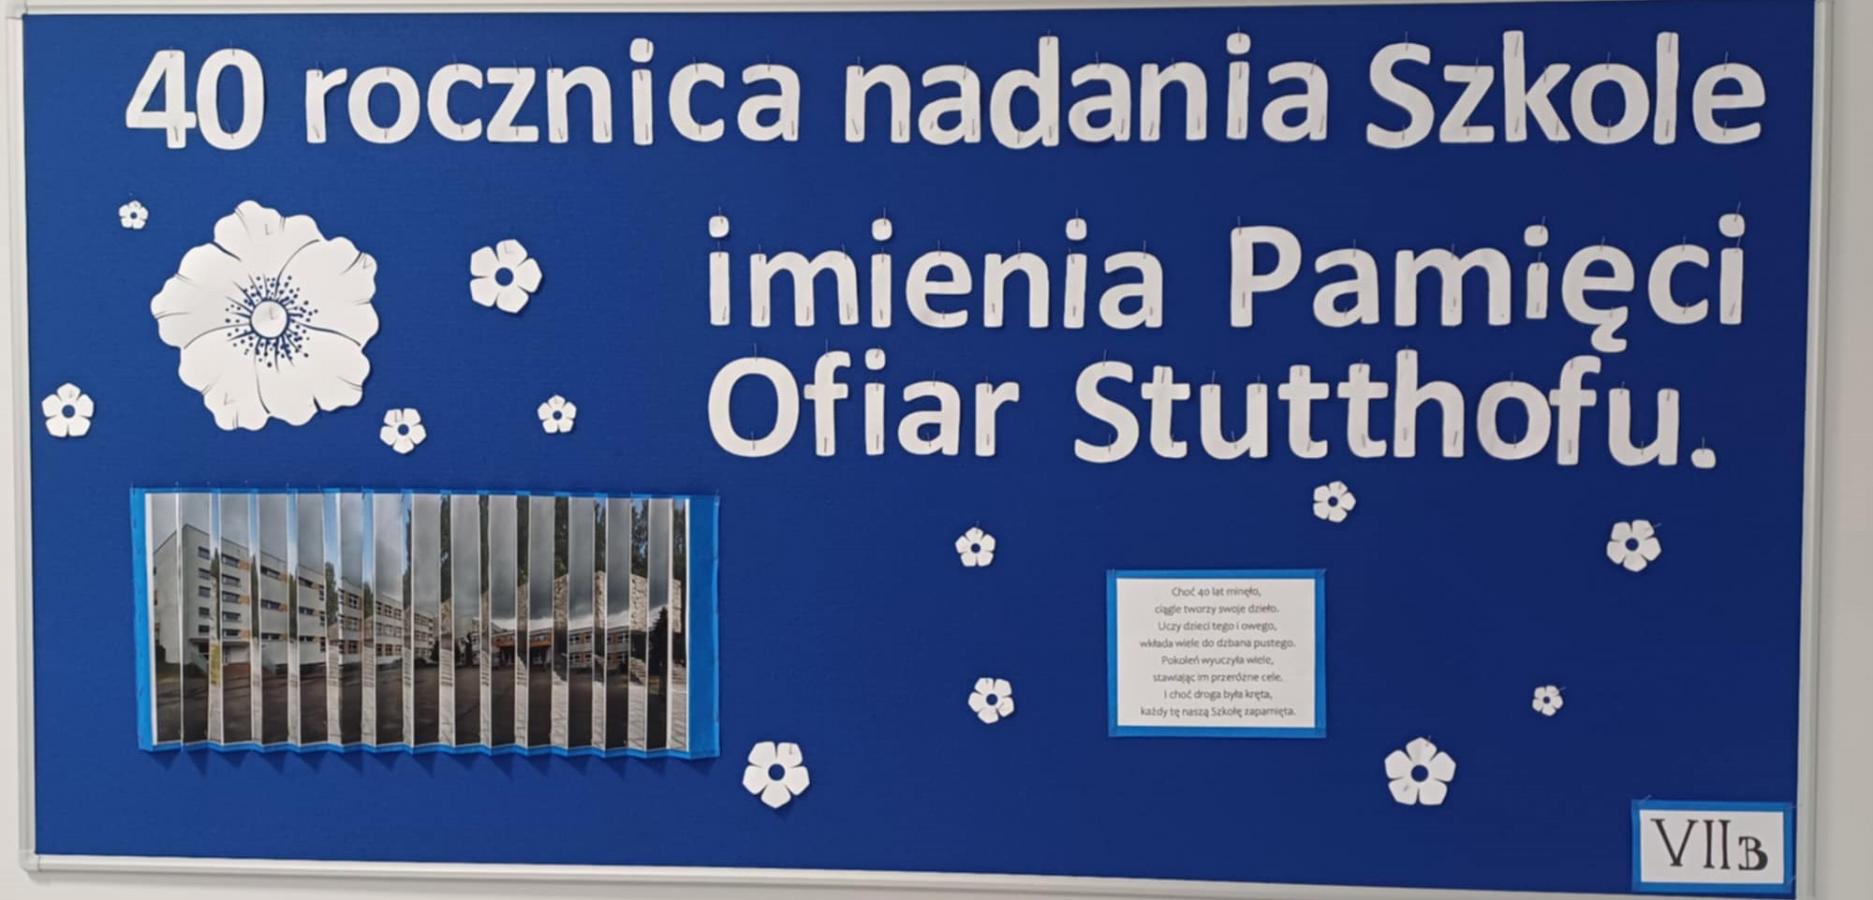 40 rocznica nadania Szkole
imienia Pamięci
Ofiar Stutthofu.
Choć 40 lat minęło,
ciągle tworzy swoje dzieło.
Uczy dzieci tego i owego,
wkłada wiele do dzbana pustego.
Pokoleń wyuczyła wiele,
stawiając im przeróżne cele.
I choć droga była kręta,
każdy tę naszą Szkołę zapamięta.
VII B